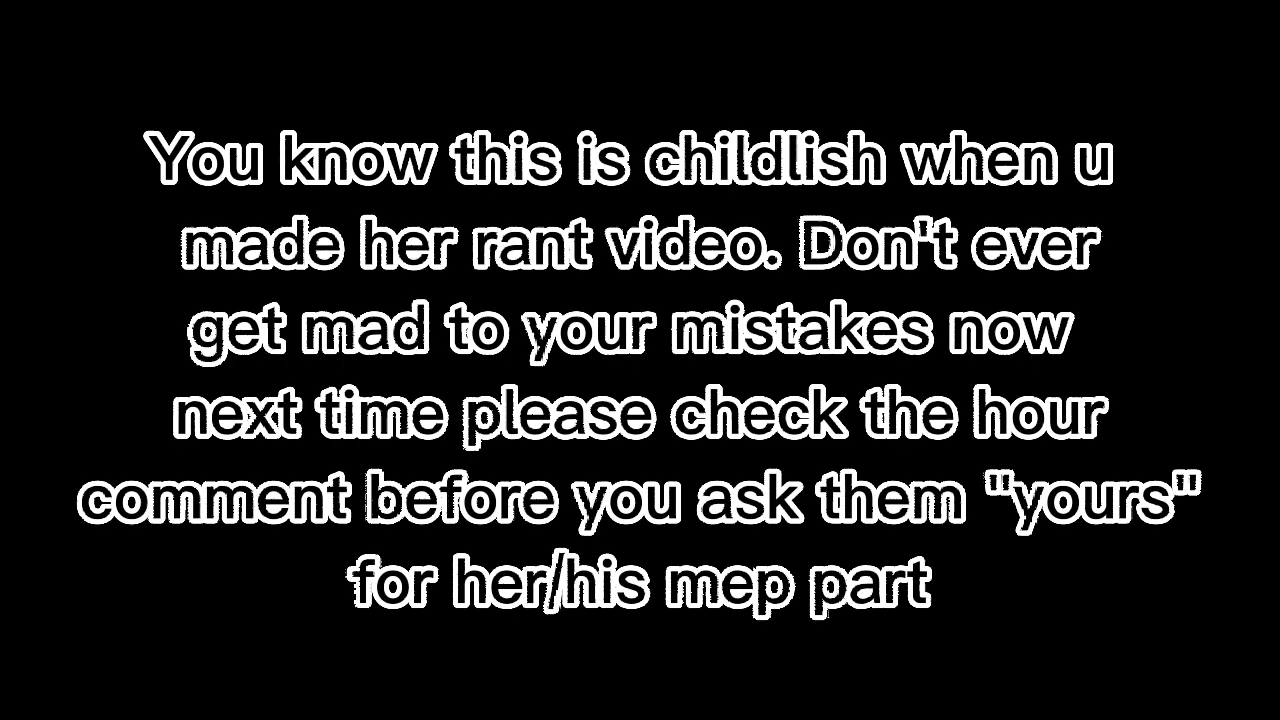 You know this is childlish when u
made her rant video. Don't ever
get mad to your mistakes now
next time please check the hour
comment before you ask them "yours"
for her/his mep part